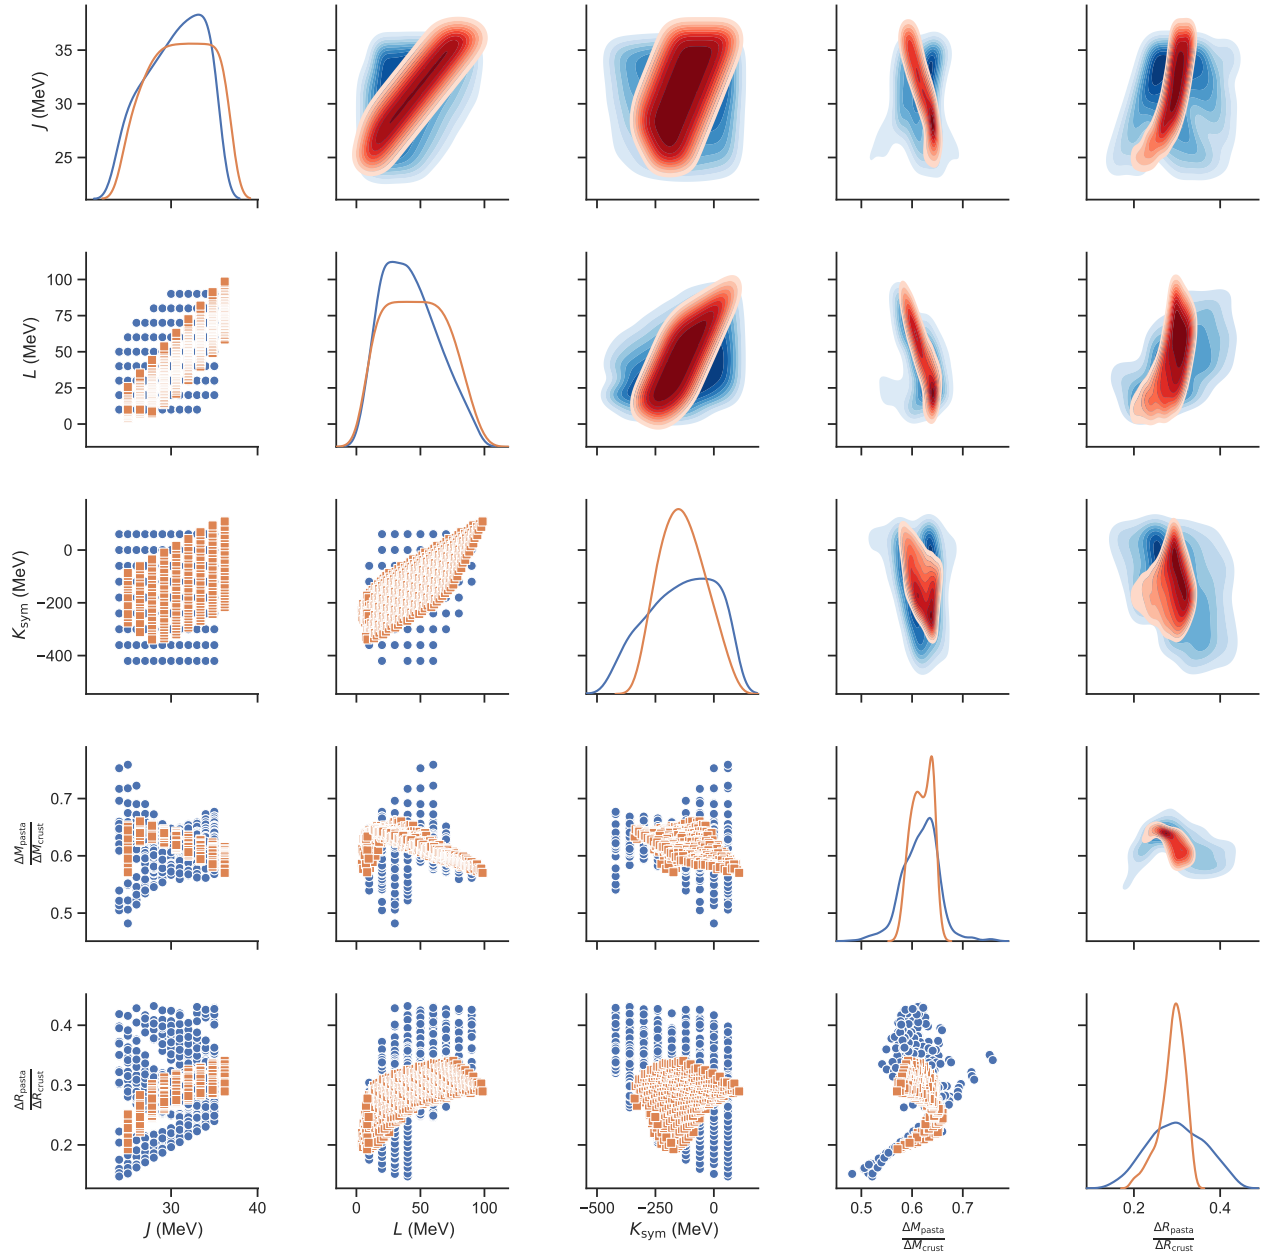 35
30
25
J (MeV)
100
75
50
25
0
L (MeV)
0
−200
−400
K_sym (MeV)
0.7
0.6
0.5
ΔM_pasta
ΔM_crust
0.4
0.3
0.2
ΔR_pasta
ΔR_crust
30 40
J (MeV)
0 50 100
L (MeV)
−500 −250 0
K_sym (MeV)
0.5 0.6 0.7
ΔM_pasta
ΔM_crust
0.2 0.4
ΔR_pasta
ΔR_crust